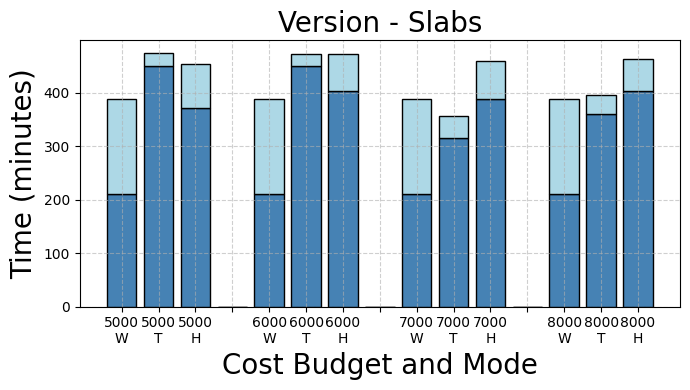 Version - Slabs
Time (minutes)
400
300
200
100
0
5000 5000 5000 6000 6000 6000 7000 7000 7000 8000 8000 8000
W T H W T H W T H W T H
Cost Budget and Mode